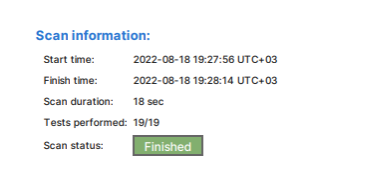 Scan information:
Start time: 2022-08-18 19:27:56 UTC+03
Finish time: 2022-08-18 19:28:14 UTC+03
Scan duration: 18 sec
Tests performed: 19/19
Scan status: Finished